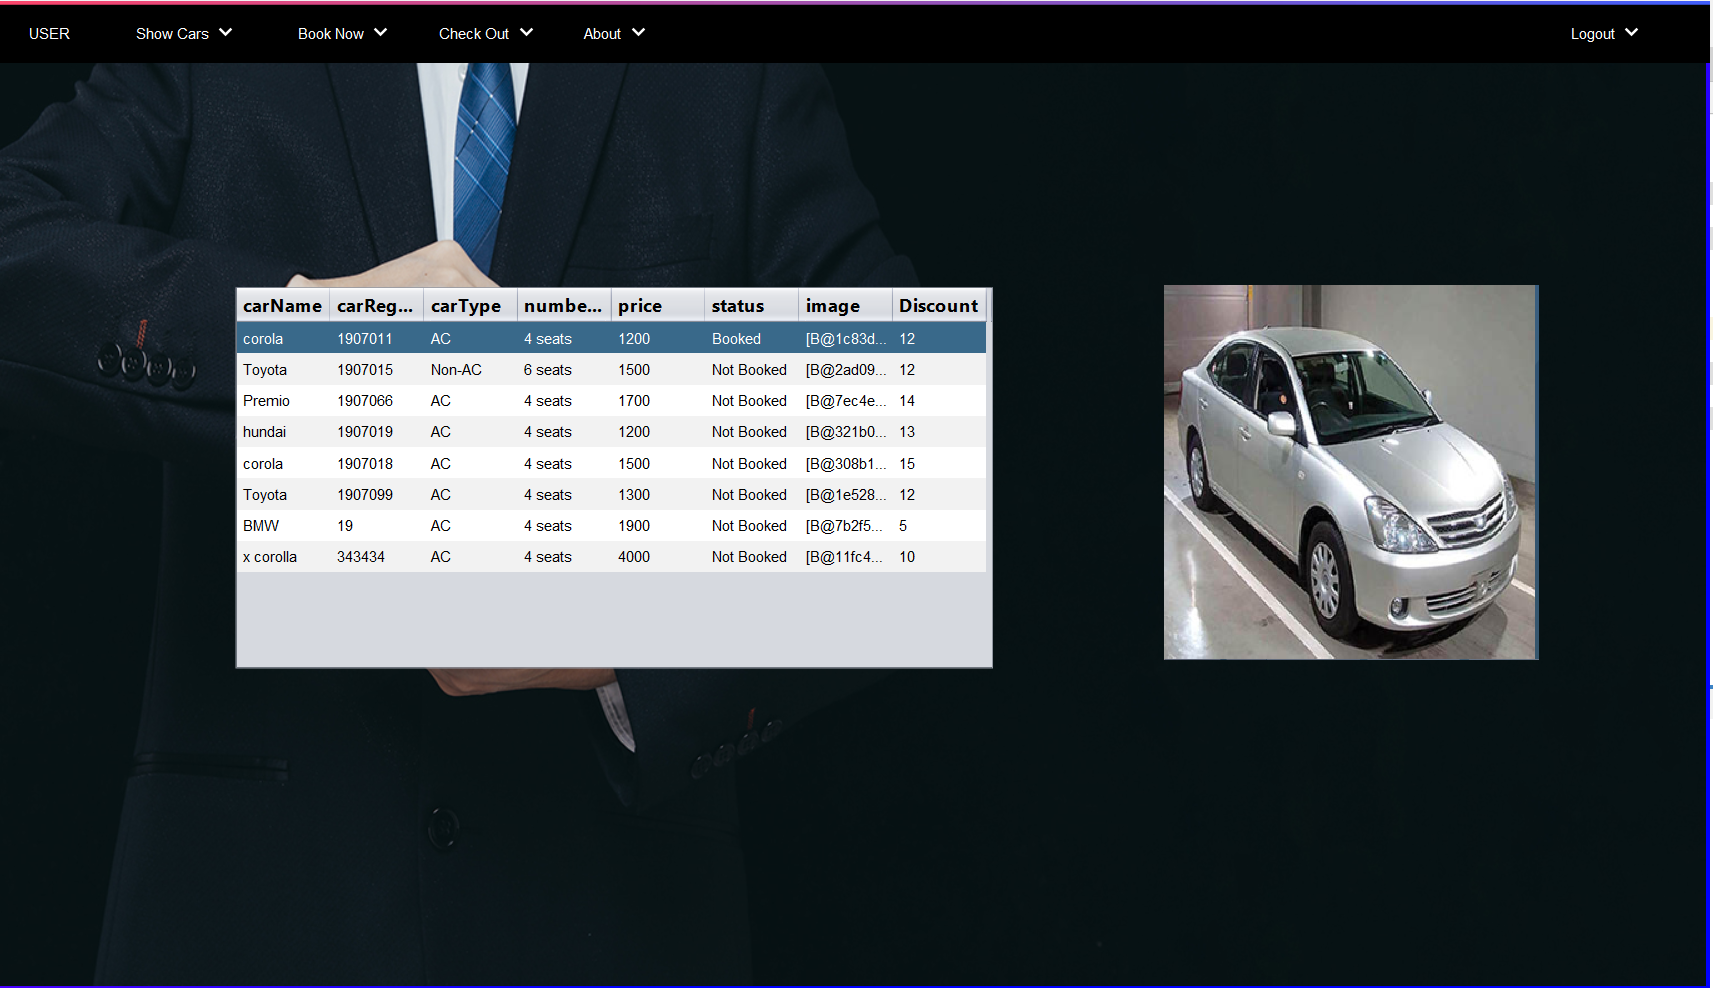 USER Show Cars Book Now Check Out About Logout
carName carReg... carType numbe... price status image Discount
corola 1907011 AC 4 seats 1200 Booked [B@1c83d... 12
Toyota 1907015 Non-AC 6 seats 1500 Not Booked [B@2ad09... 12
Premio 1907066 AC 4 seats 1700 Not Booked [B@7ec4e... 14
hundai 1907019 AC 4 seats 1200 Not Booked [B@321b0... 13
corola 1907018 AC 4 seats 1500 Not Booked [B@308b1... 15
Toyota 1907099 AC 4 seats 1300 Not Booked [B@1e528... 12
BMW 19 AC 4 seats 1900 Not Booked [B@7b2f5... 5
x corolla 343434 AC 4 seats 4000 Not Booked [B@11fc4... 10